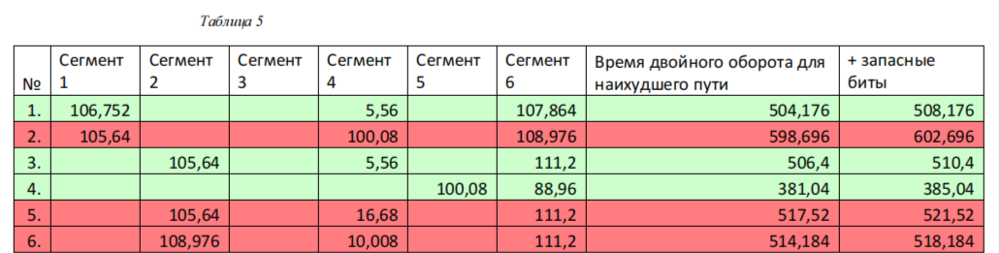 Таблица 5
№ Сегмент 1 Сегмент 2 Сегмент 3 Сегмент 4 Сегмент 5 Сегмент 6 Время двойного оборота для наихудшего пути + запасные биты
1. 106,752 5,56 107,864 504,176 508,176
2. 105,64 100,08 108,976 598,696 602,696
3. 105,64 5,56 111,2 506,4 510,4
4. 100,08 88,96 381,04 385,04
5. 105,64 16,68 111,2 517,52 521,52
6. 108,976 10,008 111,2 514,184 518,184